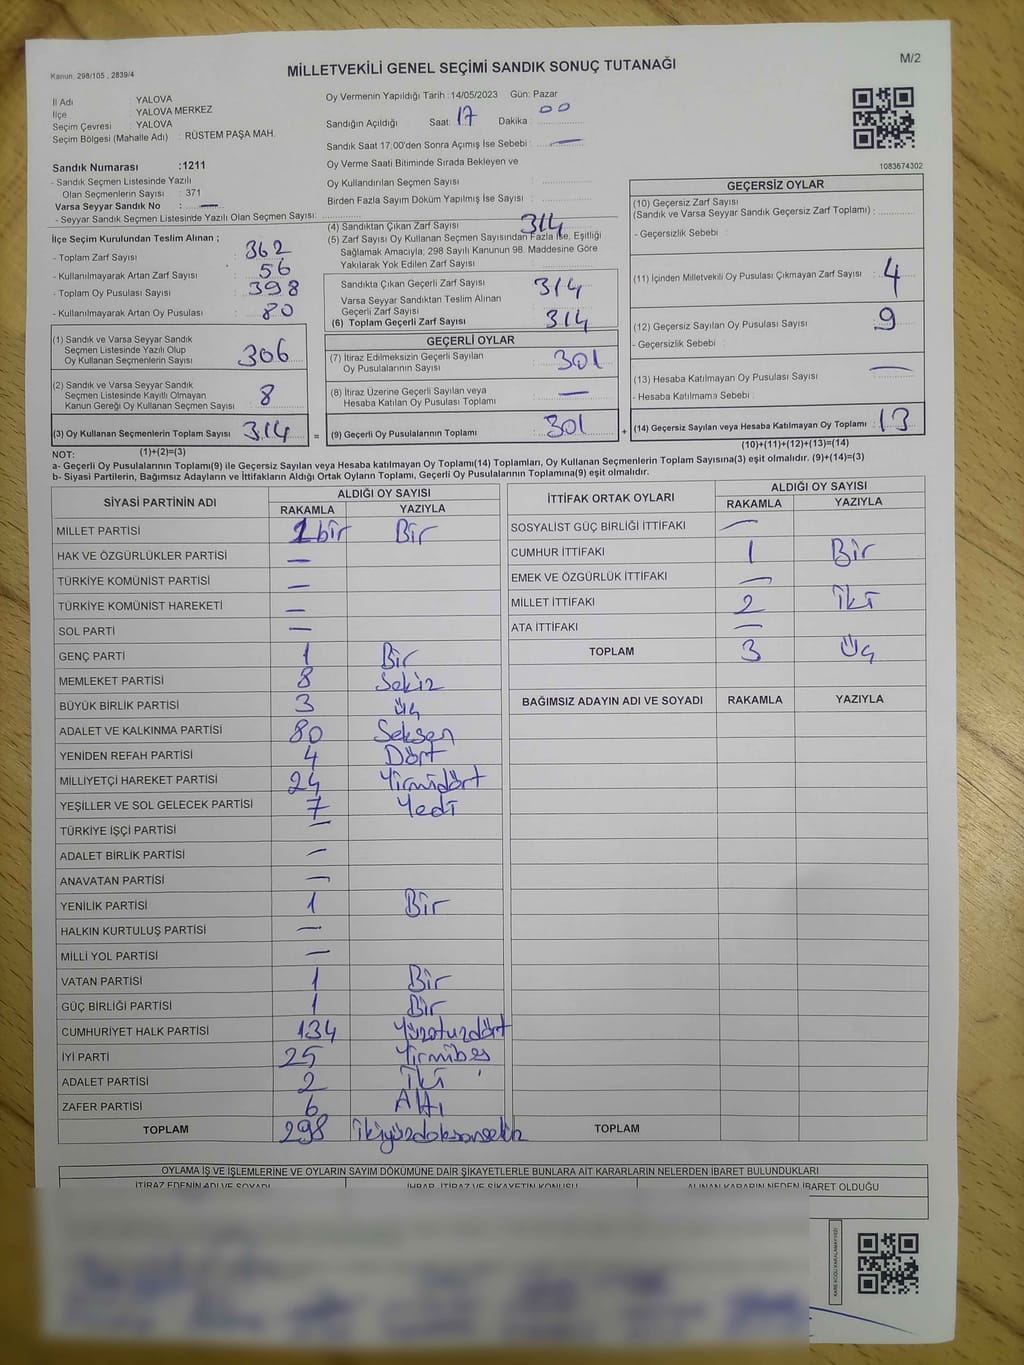 Kanun. 298/105 , 2839/4
MİLLETVEKİLİ GENEL SEÇİMİ SANDIK SONUÇ TUTANAĞI
M/2
İl Adı : YALOVA
İlçe : YALOVA MERKEZ
Seçim Çevresi : YALOVA
Seçim Bölgesi (Mahalle Adı) : RÜSTEM PAŞA MAH.
Sandık Numarası :1211
- Sandık Seçmen Listesinde Yazılı
Olan Seçmenlerin Sayısı : 371
Varsa Seyyar Sandık No : —
- Seyyar Sandık Seçmen Listesinde Yazılı Olan Seçmen Sayısı:
Oy Vermenin Yapıldığı Tarih :14/05/2023 Gün: Pazar
Sandığın Açıldığı Saat: 17 Dakika : 00
Sandık Saat 17:00'den Sonra Açımış İse Sebebi : —
Oy Verme Saati Bitiminde Sırada Bekleyen ve
Oy Kullandırılan Seçmen Sayısı :
Birden Fazla Sayım Döküm Yapılmış İse Sayısı :
1083674302
İlçe Seçim Kurulundan Teslim Alınan ;
- Toplam Zarf Sayısı : 362
- Kullanılmayarak Artan Zarf Sayısı : 56
- Toplam Oy Pusulası Sayısı : 398
- Kullanılmayarak Artan Oy Pusulası : 80
(1) Sandık ve Varsa Seyyar Sandık
Seçmen Listesinde Yazılı Olup
Oy Kullanan Seçmenlerin Sayısı : 306
(2) Sandık ve Varsa Seyyar Sandık
Seçmen Listesinde Kayıtlı Olmayan
Kanun Gereği Oy Kullanan Seçmen Sayısı : 8
(3) Oy Kullanan Seçmenlerin Toplam Sayısı : 314 =
(1)+(2)=(3)
(4) Sandıktan Çıkan Zarf Sayısı : 314
(5) Zarf Sayısı Oy Kullanan Seçmen Sayısından Fazla İse, Eşitliği
Sağlamak Amacıyla, 298 Sayılı Kanunun 98. Maddesine Göre
Yakılarak Yok Edilen Zarf Sayısı :
Sandıkta Çıkan Geçerli Zarf Sayısı : 314
Varsa Seyyar Sandıktan Teslim Alınan
Geçerli Zarf Sayısı :
(6) Toplam Geçerli Zarf Sayısı : 314
GEÇERLİ OYLAR
(7) İtiraz Edilmeksizin Geçerli Sayılan
Oy Pusulalarının Sayısı : 301
(8) İtiraz Üzerine Geçerli Sayılan veya
Hesaba Katılan Oy Pusulası Toplamı : —
(9) Geçerli Oy Pusulalarının Toplamı : 301 +
GEÇERSİZ OYLAR
(10) Geçersiz Zarf Sayısı
(Sandık ve Varsa Seyyar Sandık Geçersiz Zarf Toplamı) :
- Geçersizlik Sebebi :
(11) İçinden Milletvekili Oy Pusulası Çıkmayan Zarf Sayısı : 4
(12) Geçersiz Sayılan Oy Pusulası Sayısı : 9
- Geçersizlik Sebebi :
(13) Hesaba Katılmayan Oy Pusulası Sayısı : —
- Hesaba Katılmama Sebebi :
(14) Geçersiz Sayılan veya Hesaba Katılmayan Oy Toplamı : 13
(10)+(11)+(12)+(13)=(14)
NOT:
a- Geçerli Oy Pusulalarının Toplamı(9) ile Geçersiz Sayılan veya Hesaba katılmayan Oy Toplamı(14) Toplamları, Oy Kullanan Seçmenlerin Toplam Sayısına(3) eşit olmalıdır. (9)+(14)=(3)
b- Siyasi Partilerin, Bağımsız Adayların ve İttifakların Aldığı Ortak Oyların Toplamı, Geçerli Oy Pusulalarının Toplamına(9) eşit olmalıdır.
SİYASİ PARTİNİN ADI ALDIĞI OY SAYISI
RAKAMLA YAZIYLA
MİLLET PARTİSİ 1 bir Bir
HAK VE ÖZGÜRLÜKLER PARTİSİ —
TÜRKİYE KOMÜNİST PARTİSİ —
TÜRKİYE KOMÜNİST HAREKETİ —
SOL PARTİ —
GENÇ PARTİ 1 Bir
MEMLEKET PARTİSİ 8 Sekiz
BÜYÜK BİRLİK PARTİSİ 3 üç
ADALET VE KALKINMA PARTİSİ 80 Seksen
YENİDEN REFAH PARTİSİ 4 Dört
MİLLİYETÇİ HAREKET PARTİSİ 24 Yirmidört
YEŞİLLER VE SOL GELECEK PARTİSİ 7 Yedi
TÜRKİYE İŞÇİ PARTİSİ —
ADALET BİRLİK PARTİSİ —
ANAVATAN PARTİSİ —
YENİLİK PARTİSİ 1 Bir
HALKIN KURTULUŞ PARTİSİ —
MİLLİ YOL PARTİSİ —
VATAN PARTİSİ 1 Bir
GÜÇ BİRLİĞİ PARTİSİ 1 Bir
CUMHURİYET HALK PARTİSİ 134 Yüzotuzdört
İYİ PARTİ 25 Yirmibeş
ADALET PARTİSİ 2 İki
ZAFER PARTİSİ 6 Altı
TOPLAM 298 ikiyüzdoksansekiz
İTTİFAK ORTAK OYLARI ALDIĞI OY SAYISI
RAKAMLA YAZIYLA
SOSYALİST GÜÇ BİRLİĞİ İTTİFAKI —
CUMHUR İTTİFAKI 1 Bir
EMEK VE ÖZGÜRLÜK İTTİFAKI —
MİLLET İTTİFAKI 2 İki
ATA İTTİFAKI —
TOPLAM 3 Üç
BAĞIMSIZ ADAYIN ADI VE SOYADI RAKAMLA YAZIYLA
TOPLAM
OYLAMA İŞ VE İŞLEMLERİNE VE OYLARIN SAYIM DÖKÜMÜNE DAİR ŞİKAYETLERLE BUNLARA AİT KARARLARIN NELERDEN İBARET BULUNDUKLARI
İTİRAZ EDENİN ADI VE SOYADI İHBAR, İTİRAZ VE ŞİKAYETİN KONUSU ALINAN KARARIN NEDEN İBARET OLDUĞU